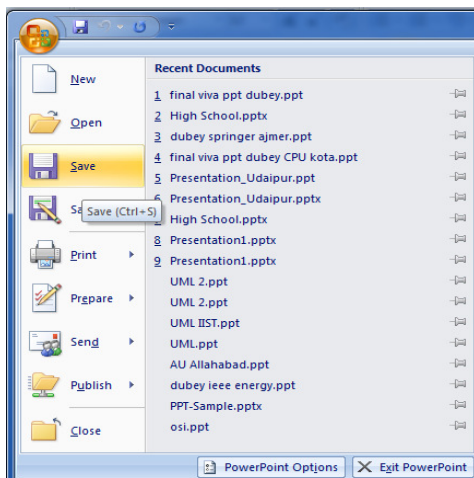 New
Open
Save
Sa
Save (Ctrl+S)
Print
Prepare
Send
Publish
Close
Recent Documents
1 final viva ppt dubey.ppt
2 High School.pptx
3 dubey springer ajmer.ppt
4 final viva ppt dubey CPU kota.ppt
5 Presentation_Udaipur.ppt
6 Presentation_Udaipur.pptx
High School.pptx
8 Presentation1.pptx
9 Presentation1.pptx
UML 2.ppt
UML 2.ppt
UML IIST.ppt
UML.ppt
AU Allahabad.ppt
dubey ieee energy.ppt
PPT-Sample.pptx
osi.ppt
PowerPoint Options
Exit PowerPoint